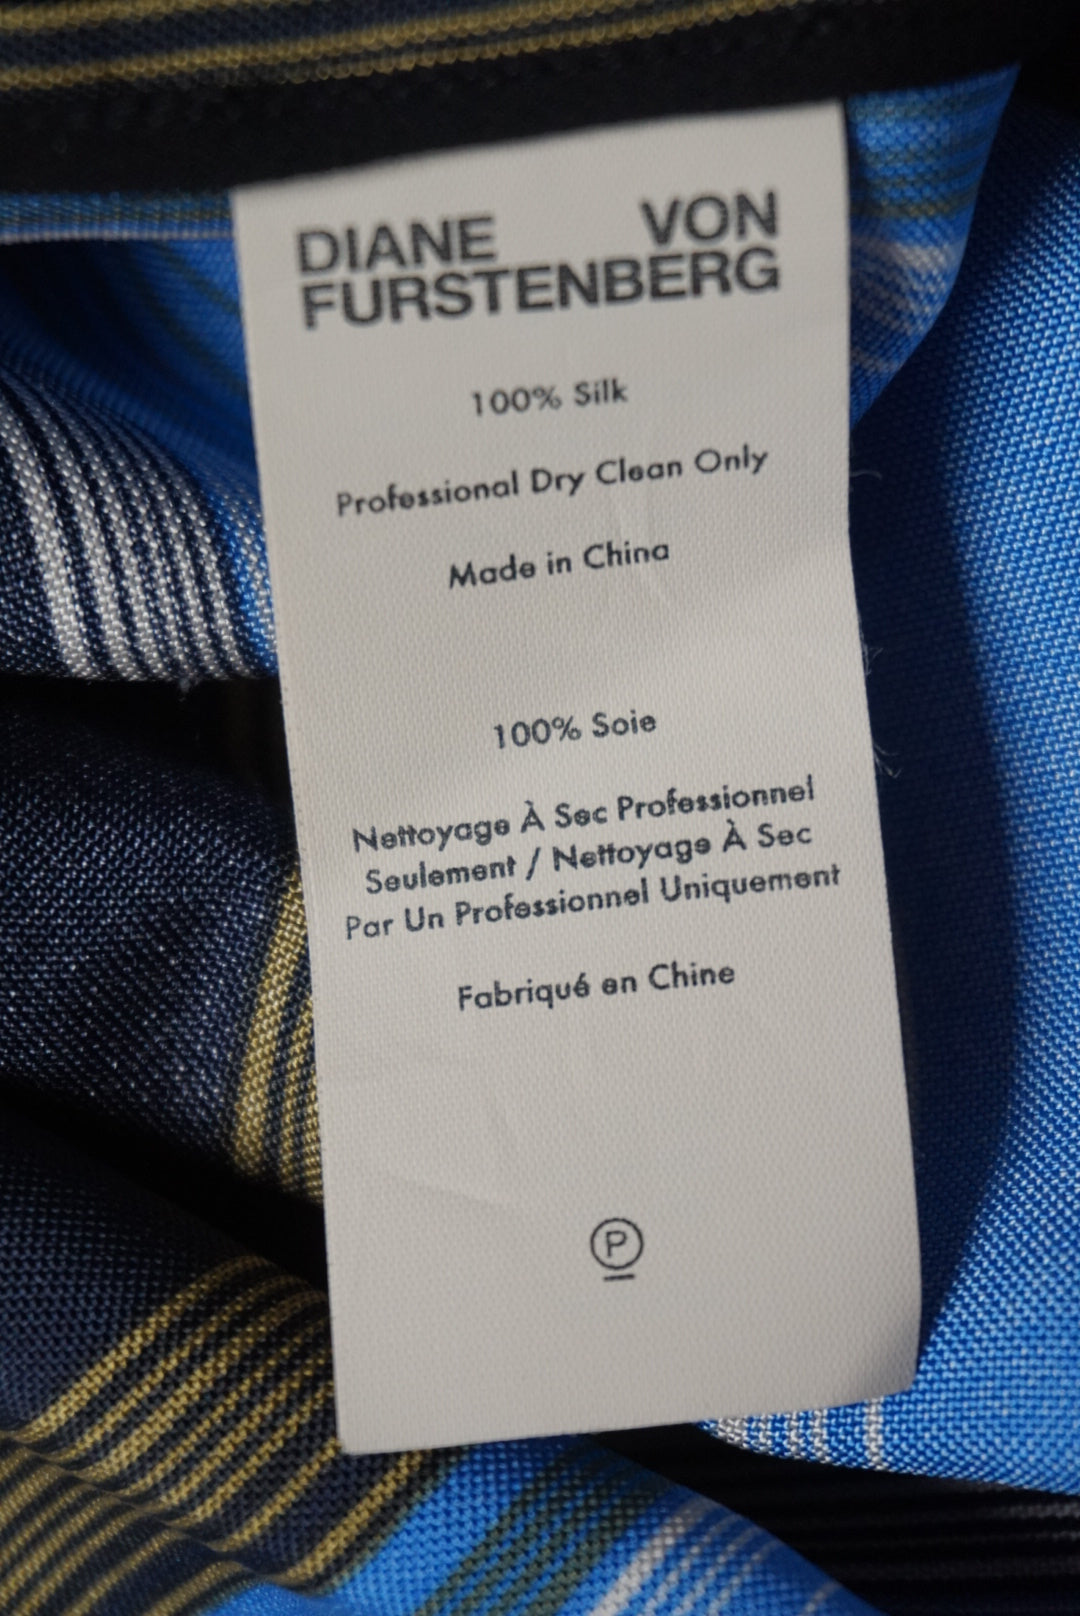 DIANE VON
FURSTENBERG
100% Silk
Professional Dry Clean Only
Made in China
100% Soie
Nettoyage À Sec Professionnel
Seulement / Nettoyage À Sec
Par Un Professionnel Uniquement
Fabriqué en Chine
P